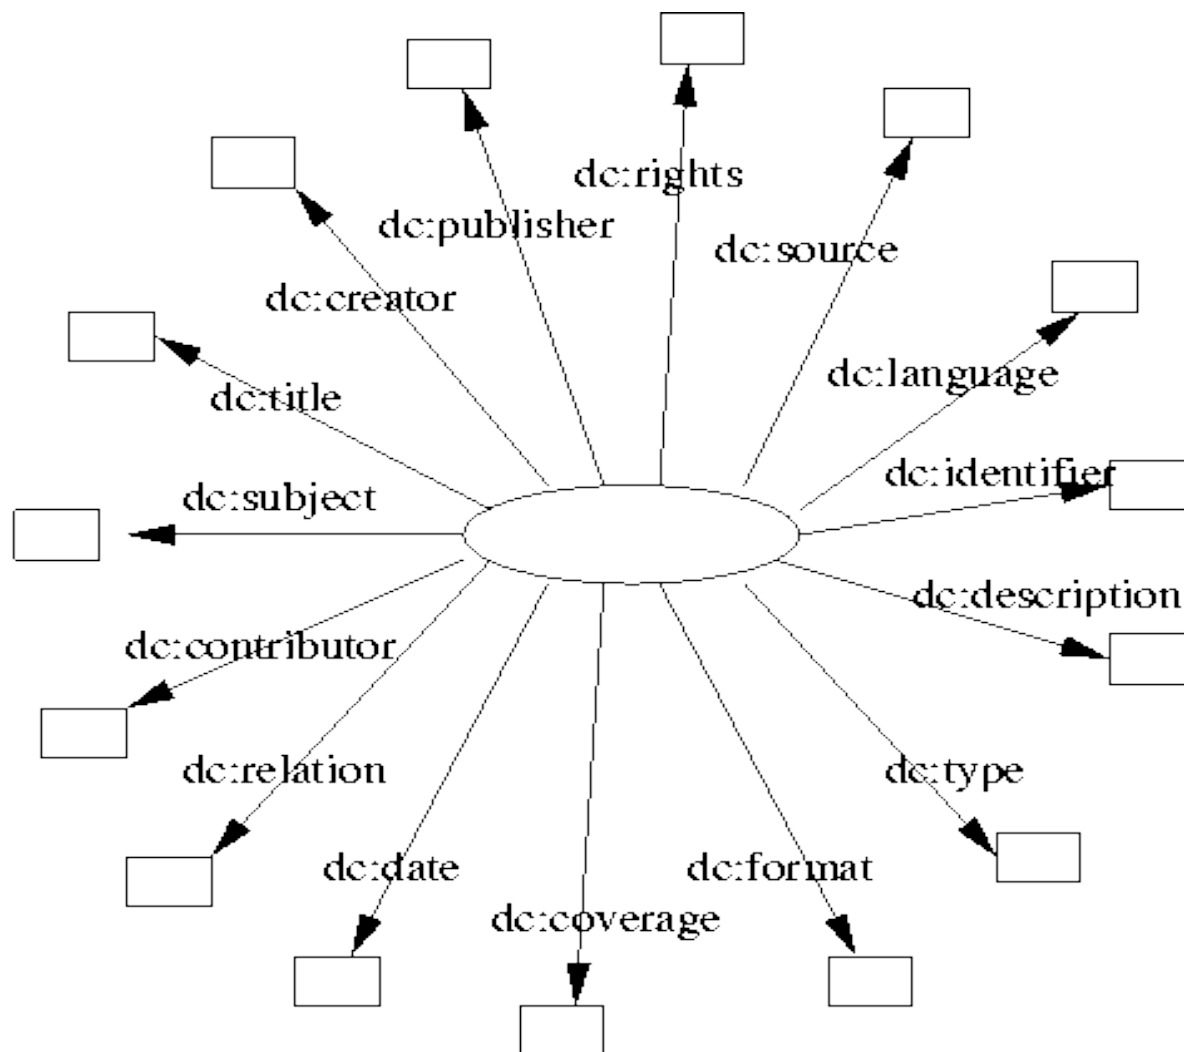 dc:rights
dc:publisher
dc:source
dc:creator
dc:language
dc:title
dc:identifier
dc:subject
dc:description
dc:contributor
dc:relation
dc:type
dc:date
dc:format
dc:coverage